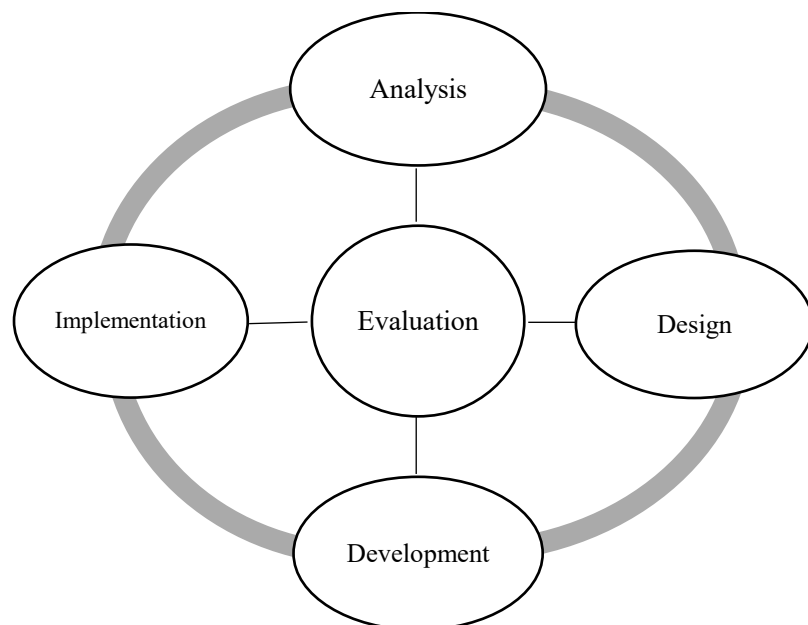 Analysis
Implementation
Evaluation
Design
Development